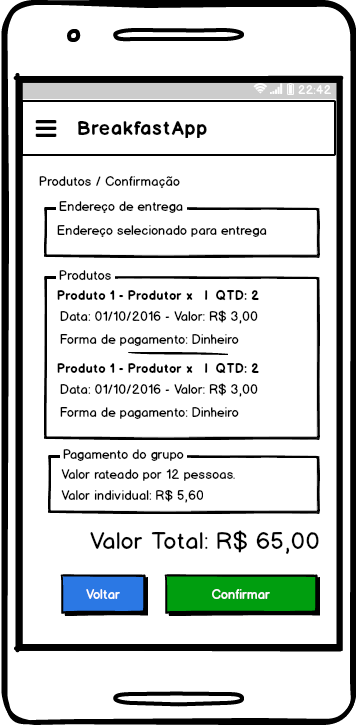 22:42
BreakfastApp
Produtos / Confirmação
Endereço de entrega
Endereço selecionado para entrega
Produtos
Produto 1 - Produtor x | QTD: 2
Data: 01/10/2016 - Valor: R$ 3,00
Forma de pagamento: Dinheiro
Produto 1 - Produtor x | QTD: 2
Data: 01/10/2016 - Valor: R$ 3,00
Forma de pagamento: Dinheiro
Pagamento do grupo
Valor rateado por 12 pessoas.
Valor individual: R$ 5,60
Valor Total: R$ 65,00
Voltar Confirmar